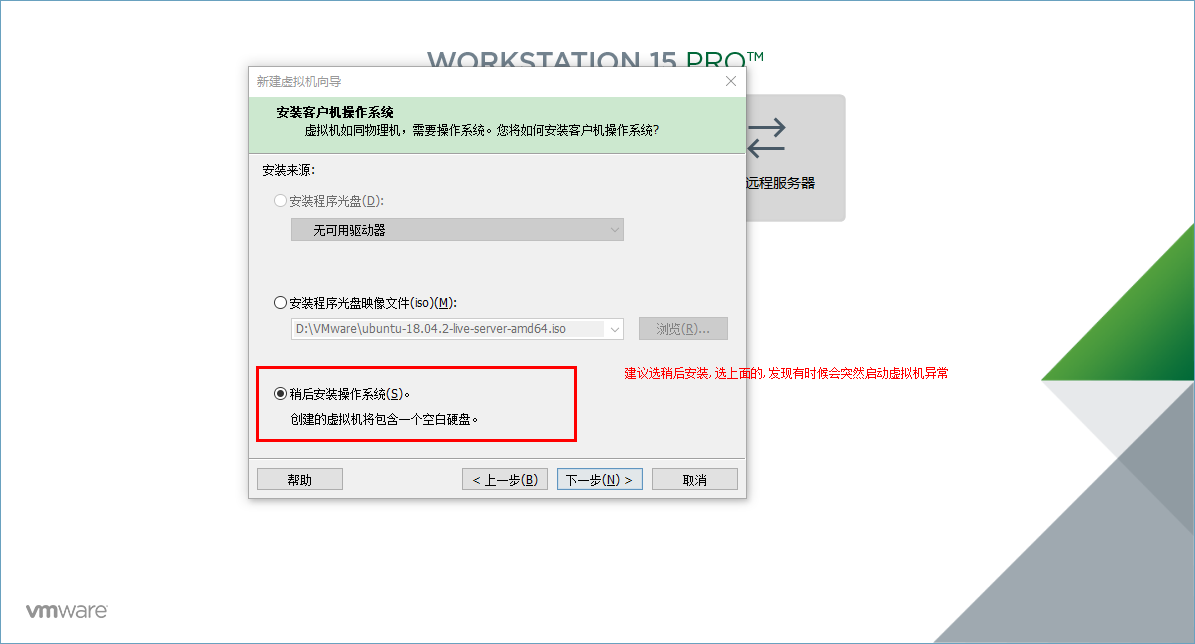 WORKSTATION 15 PRO™
新建虚拟机向导
安装客户机操作系统
虚拟机如同物理机，需要操作系统。您将如何安装客户机操作系统?
远程服务器
安装来源:
安装程序光盘(D):
无可用驱动器
安装程序光盘映像文件(iso)(M):
D:\VMware\ubuntu-18.04.2-live-server-amd64.iso
浏览(R)...
建议选稍后安装, 选上面的, 发现有时候会突然启动虚拟机异常
稍后安装操作系统(S)。
创建的虚拟机将包含一个空白硬盘。
帮助
< 上一步(B)
下一步(N) >
取消
vmware